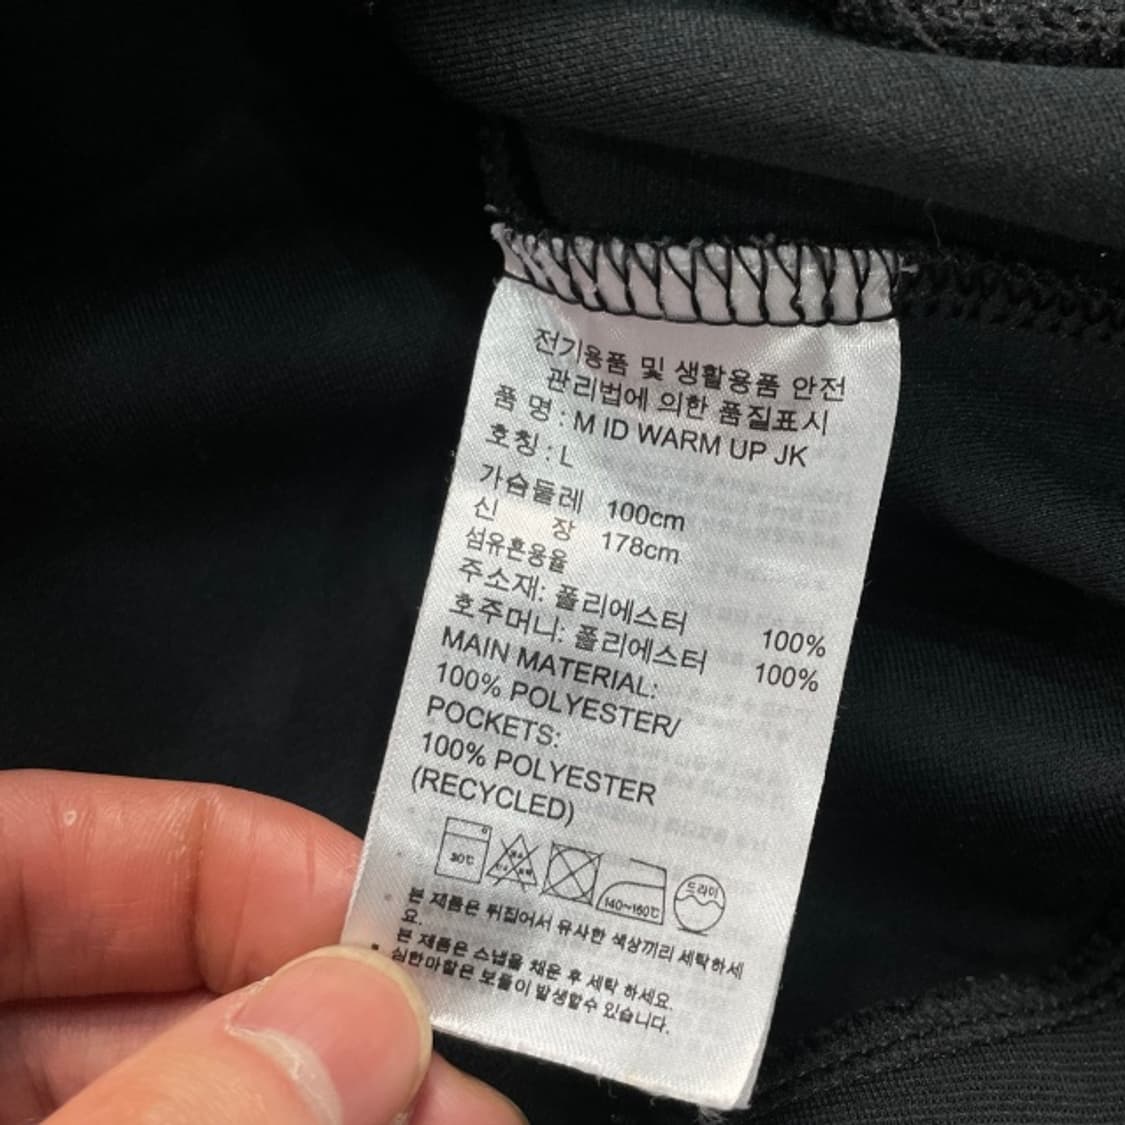 전기용품 및 생활용품 안전
관리법에 의한 품질표시
품 명 : M ID WARM UP JK
호칭 : L
가슴둘레 100cm
신 장 178cm
섬유혼용율
주소재: 폴리에스터 100%
호주머니: 폴리에스터 100%
MAIN MATERIAL:
100% POLYESTER/
POCKETS:
100% POLYESTER
(RECYCLED)
30℃
140~160℃
드라이
본 제품은 뒤집어서 유사한 색상끼리 세탁하세
요.
본 제품은 스냅을 채운 후 세탁 하세요.
심한마찰은 보풀이 발생할수 있습니다.